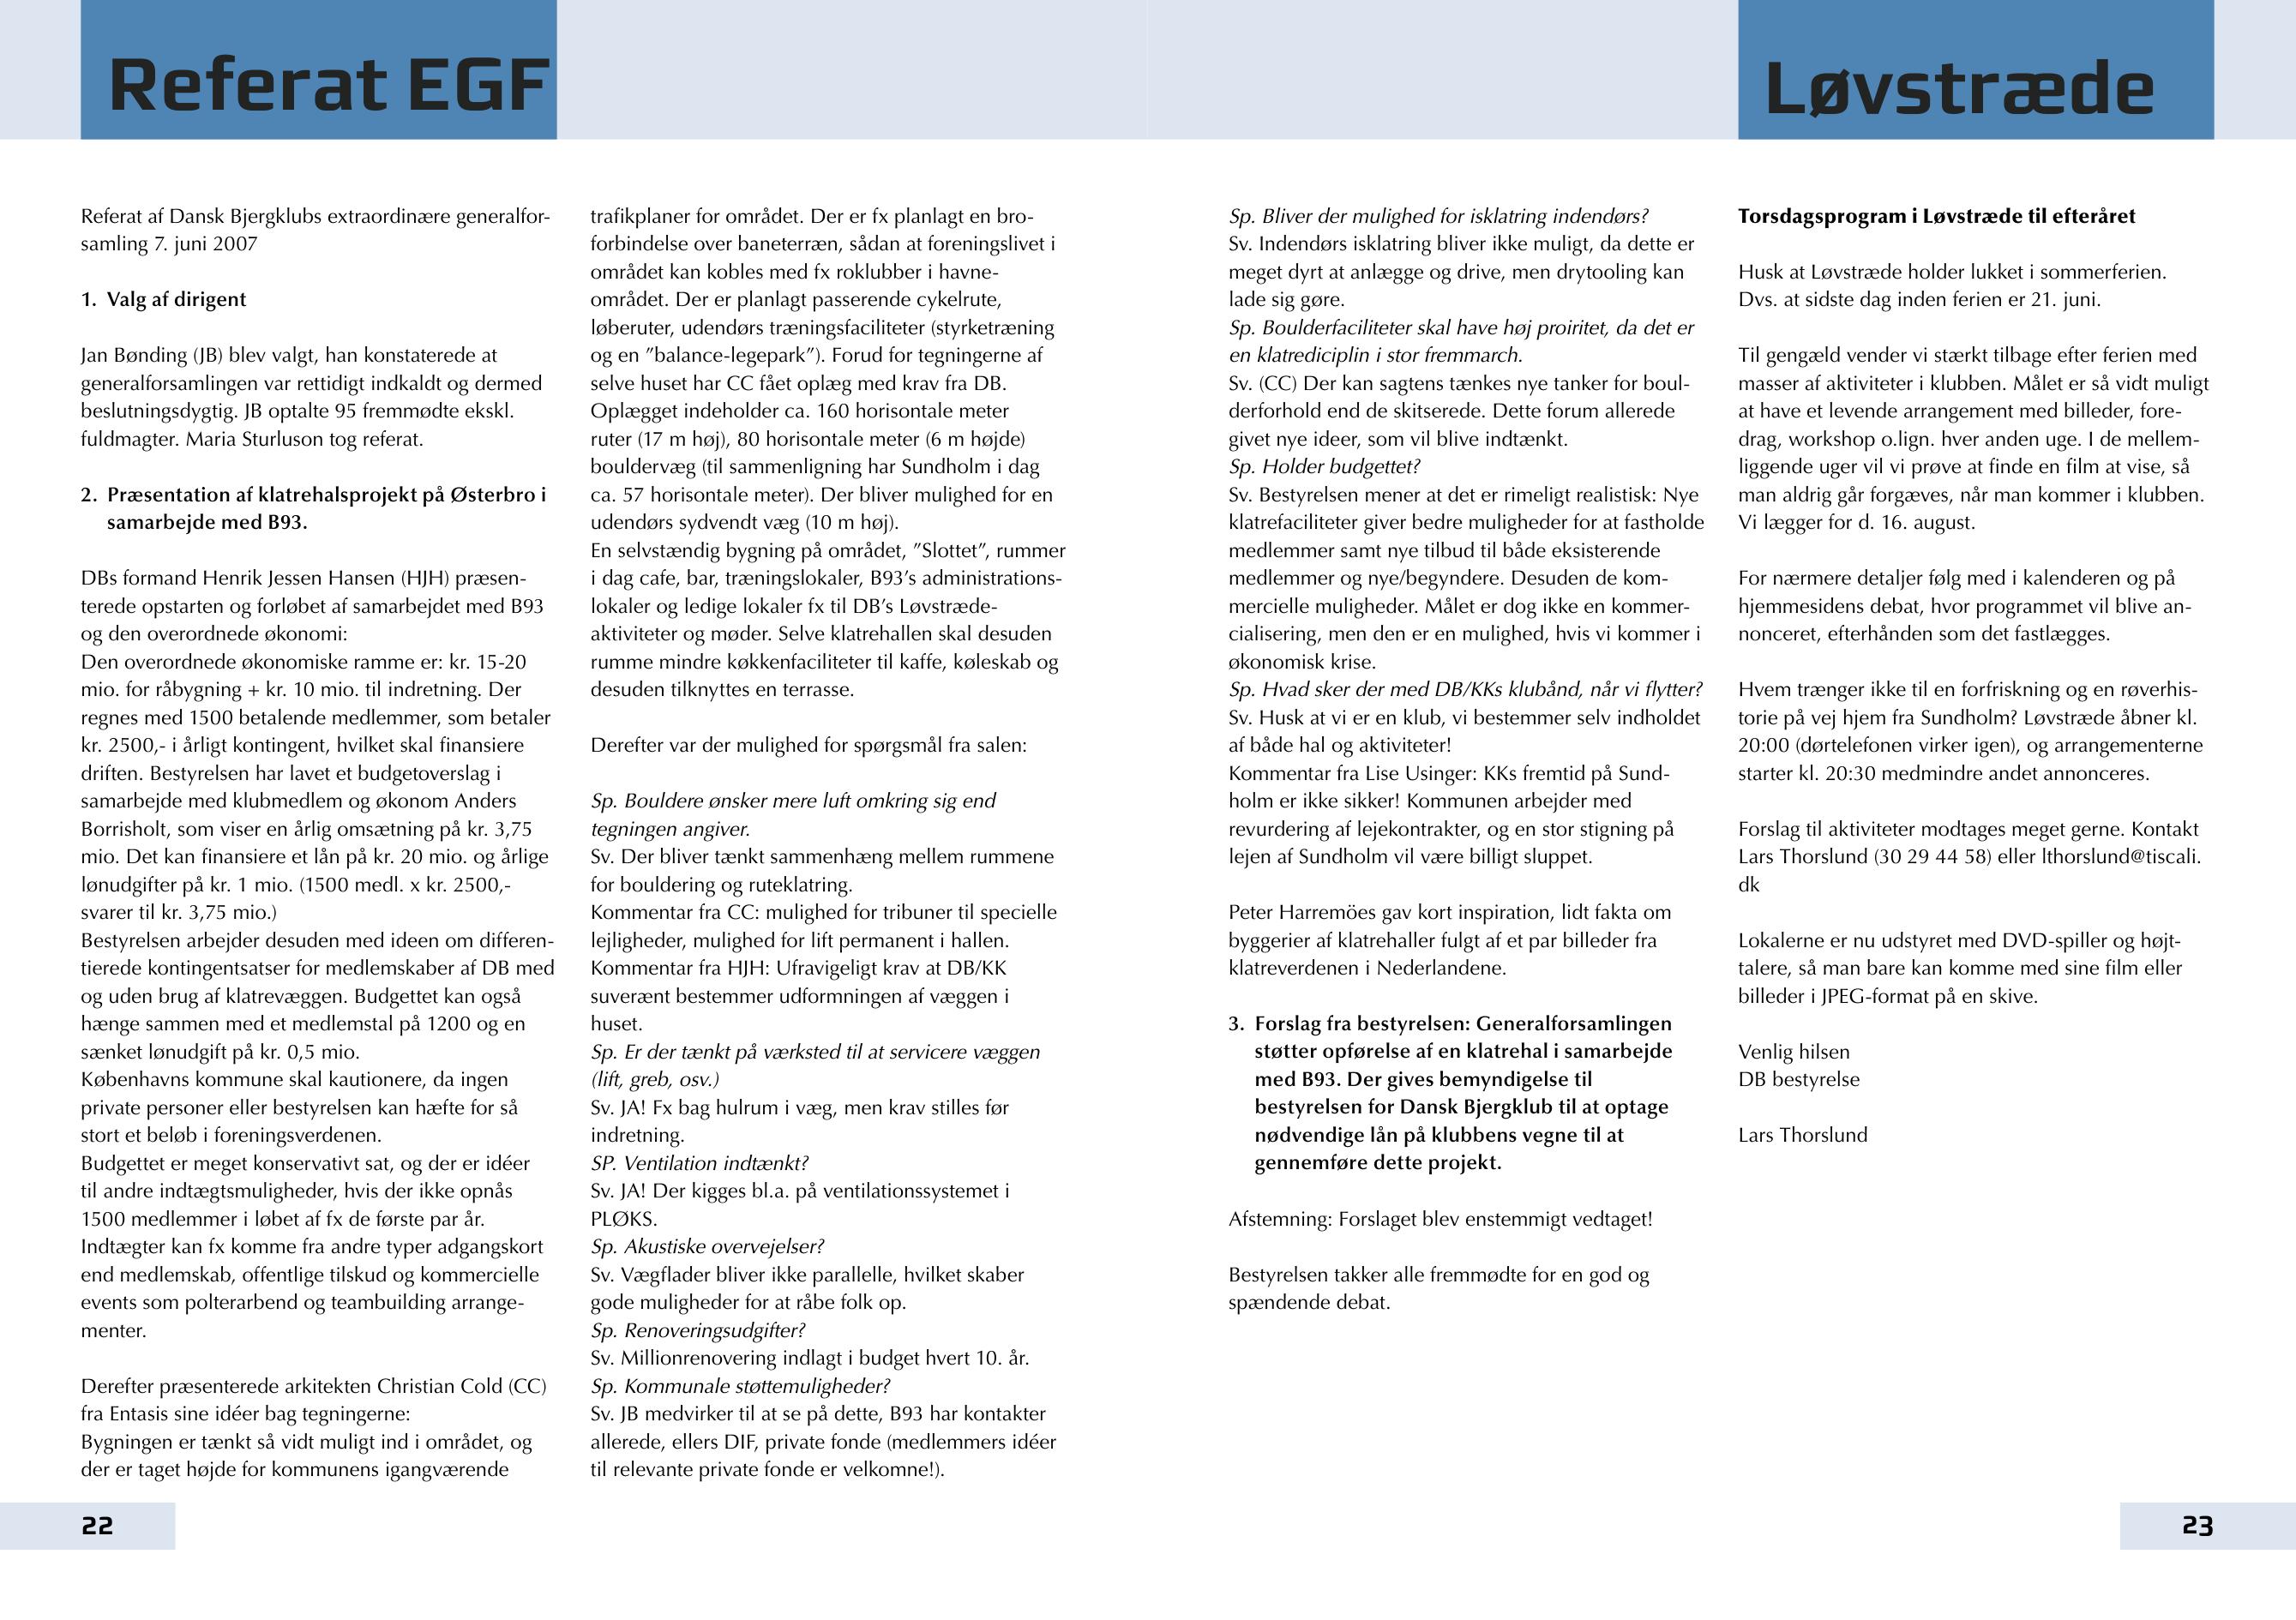 Referat EGF
Referat af Dansk Bjergklubs extraordinære generalfor-
samling 7. juni 2007
1. Valg af dirigent
Jan Bønding (JB) blev valgt, han konstaterede at
generalforsamlingen var rettidigt indkaldt og dermed
beslutningsdygtig. JB optalte 95 fremmødte ekskl.
fuldmagter. Maria Sturluson tog referat.
2. Præsentation af klatrehalsprojekt på Østerbro i
samarbejde med B93.
DBs formand Henrik Jessen Hansen (HJH) præsen-
terede opstarten og forløbet af samarbejdet med B93
og den overordnede økonomi:
Den overordnede økonomiske ramme er: kr. 15-20
mio. for råbygning + kr. 10 mio. til indretning. Der
regnes med 1500 betalende medlemmer, som betaler
kr. 2500,- i årligt kontingent, hvilket skal finansiere
driften. Bestyrelsen har lavet et budgetoverslag i
samarbejde med klubmedlem og økonom Anders
Borrisholt, som viser en årlig omsætning på kr. 3,75
mio. Det kan finansiere et lån på kr. 20 mio. og årlige
lønudgifter på kr. 1 mio. (1500 medl. x kr. 2500,-
svarer til kr. 3,75 mio.)
Bestyrelsen arbejder desuden med ideen om differen-
tierede kontingentsatser for medlemskaber af DB med
og uden brug af klatrevæggen. Budgettet kan også
hænge sammen med et medlemstal på 1200 og en
sænket lønudgift på kr. 0,5 mio.
Københavns kommune skal kautionere, da ingen
private personer eller bestyrelsen kan hæfte for så
stort et beløb i foreningsverdenen.
Budgettet er meget konservativt sat, og der er idéer
til andre indtægtsmuligheder, hvis der ikke opnås
1500 medlemmer i løbet af fx de første par år.
Indtægter kan fx komme fra andre typer adgangskort
end medlemskab, offentlige tilskud og kommercielle
events som polterarbend og teambuilding arrange-
menter.
Derefter præsenterede arkitekten Christian Cold (CC)
fra Entasis sine idéer bag tegningerne:
Bygningen er tænkt så vidt muligt ind i området, og
der er taget højde for kommunens igangværende
trafikplaner for området. Der er fx planlagt en bro-
forbindelse over baneterræn, sådan at foreningslivet i
området kan kobles med fx roklubber i havne-
området. Der er planlagt passerende cykelrute,
løberuter, udendørs træningsfaciliteter (styrketræning
og en ”balance-legepark”). Forud for tegningerne af
selve huset har CC fået oplæg med krav fra DB.
Oplægget indeholder ca. 160 horisontale meter
ruter (17 m høj), 80 horisontale meter (6 m højde)
bouldervæg (til sammenligning har Sundholm i dag
ca. 57 horisontale meter). Der bliver mulighed for en
udendørs sydvendt væg (10 m høj).
En selvstændig bygning på området, ”Slottet”, rummer
i dag cafe, bar, træningslokaler, B93’s administrations-
lokaler og ledige lokaler fx til DB’s Løvstræde-
aktiviteter og møder. Selve klatrehallen skal desuden
rumme mindre køkkenfaciliteter til kaffe, køleskab og
desuden tilknyttes en terrasse.
Derefter var der mulighed for spørgsmål fra salen:
Sp. Bouldere ønsker mere luft omkring sig end
tegningen angiver.
Sv. Der bliver tænkt sammenhæng mellem rummene
for bouldering og ruteklatring.
Kommentar fra CC: mulighed for tribuner til specielle
lejligheder, mulighed for lift permanent i hallen.
Kommentar fra HJH: Ufravigeligt krav at DB/KK
suverænt bestemmer udformningen af væggen i
huset.
Sp. Er der tænkt på værksted til at servicere væggen
(lift, greb, osv.)
Sv. JA! Fx bag hulrum i væg, men krav stilles før
indretning.
SP. Ventilation indtænkt?
Sv. JA! Der kigges bl.a. på ventilationssystemet i
PLØKS.
Sp. Akustiske overvejelser?
Sv. Vægflader bliver ikke parallelle, hvilket skaber
gode muligheder for at råbe folk op.
Sp. Renoveringsudgifter?
Sv. Millionrenovering indlagt i budget hvert 10. år.
Sp. Kommunale støttemuligheder?
Sv. JB medvirker til at se på dette, B93 har kontakter
allerede, ellers DIF, private fonde (medlemmers idéer
til relevante private fonde er velkomne!).
22
Sp. Bliver der mulighed for isklatring indendørs?
Sv. Indendørs isklatring bliver ikke muligt, da dette er
meget dyrt at anlægge og drive, men drytooling kan
lade sig gøre.
Sp. Boulderfaciliteter skal have høj proiritet, da det er
en klatrediciplin i stor fremmarch.
Sv. (CC) Der kan sagtens tænkes nye tanker for boul-
derforhold end de skitserede. Dette forum allerede
givet nye ideer, som vil blive indtænkt.
Sp. Holder budgettet?
Sv. Bestyrelsen mener at det er rimeligt realistisk: Nye
klatrefaciliteter giver bedre muligheder for at fastholde
medlemmer samt nye tilbud til både eksisterende
medlemmer og nye/begyndere. Desuden de kom-
mercielle muligheder. Målet er dog ikke en kommer-
cialisering, men den er en mulighed, hvis vi kommer i
økonomisk krise.
Sp. Hvad sker der med DB/KKs klubånd, når vi flytter?
Sv. Husk at vi er en klub, vi bestemmer selv indholdet
af både hal og aktiviteter!
Kommentar fra Lise Usinger: KKs fremtid på Sund-
holm er ikke sikker! Kommunen arbejder med
revurdering af lejekontrakter, og en stor stigning på
lejen af Sundholm vil være billigt sluppet.
Peter Harremöes gav kort inspiration, lidt fakta om
byggerier af klatrehaller fulgt af et par billeder fra
klatreverdenen i Nederlandene.
3. Forslag fra bestyrelsen: Generalforsamlingen
støtter opførelse af en klatrehal i samarbejde
med B93. Der gives bemyndigelse til
bestyrelsen for Dansk Bjergklub til at optage
nødvendige lån på klubbens vegne til at
gennemføre dette projekt.
Afstemning: Forslaget blev enstemmigt vedtaget!
Bestyrelsen takker alle fremmødte for en god og
spændende debat.
Løvstræde
Torsdagsprogram i Løvstræde til efteråret
Husk at Løvstræde holder lukket i sommerferien.
Dvs. at sidste dag inden ferien er 21. juni.
Til gengæld vender vi stærkt tilbage efter ferien med
masser af aktiviteter i klubben. Målet er så vidt muligt
at have et levende arrangement med billeder, fore-
drag, workshop o.lign. hver anden uge. I de mellem-
liggende uger vil vi prøve at finde en film at vise, så
man aldrig går forgæves, når man kommer i klubben.
Vi lægger for d. 16. august.
For nærmere detaljer følg med i kalenderen og på
hjemmesidens debat, hvor programmet vil blive an-
nonceret, efterhånden som det fastlægges.
Hvem trænger ikke til en forfriskning og en røverhis-
torie på vej hjem fra Sundholm? Løvstræde åbner kl.
20:00 (dørtelefonen virker igen), og arrangementerne
starter kl. 20:30 medmindre andet annonceres.
Forslag til aktiviteter modtages meget gerne. Kontakt
Lars Thorslund (30 29 44 58) eller lthorslund@tiscali.
dk
Lokalerne er nu udstyret med DVD-spiller og højt-
talere, så man bare kan komme med sine film eller
billeder i JPEG-format på en skive.
Venlig hilsen
DB bestyrelse
Lars Thorslund
23